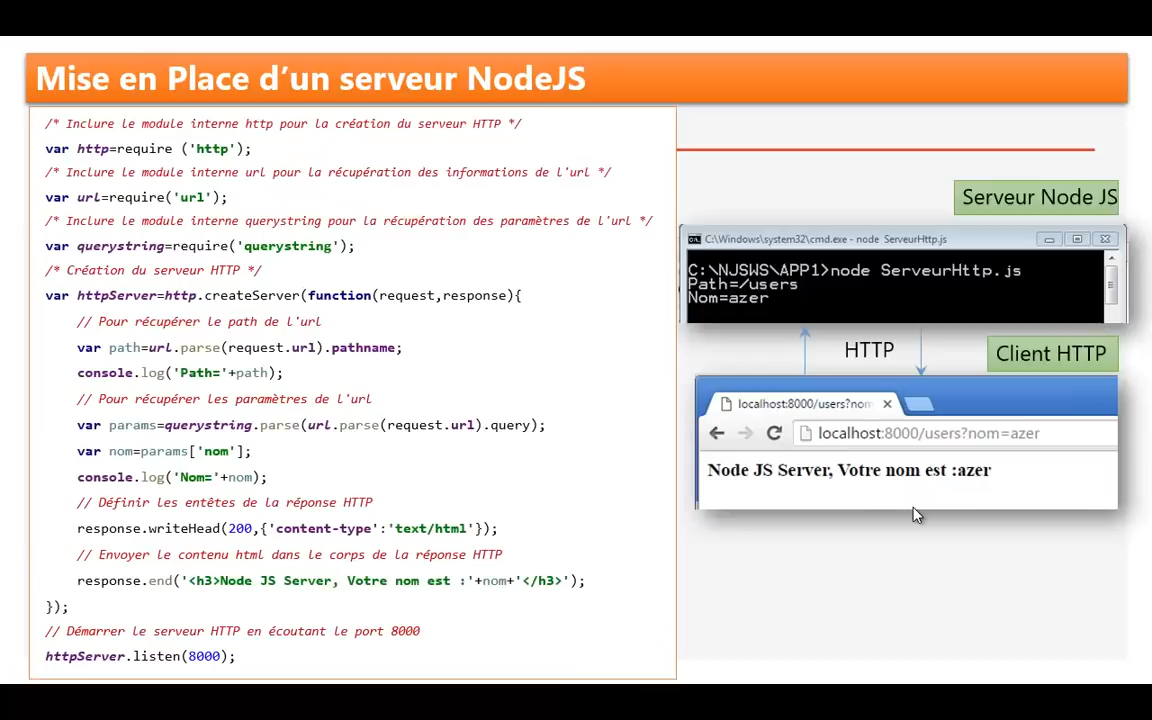 Mise en Place d'un serveur NodeJS
/* Inclure le module interne http pour la création du serveur HTTP */
var http=require ('http');
/* Inclure le module interne url pour la récupération des informations de l'url */
var url=require('url');
/* Inclure le module interne querystring pour la récupération des paramètres de l'url */
var querystring=require('querystring');
/* Création du serveur HTTP */
var httpServer=http.createServer(function(request,response){
// Pour récupérer le path de l'url
var path=url.parse(request.url).pathname;
console.log('Path='+path);
// Pour récupérer les paramètres de l'url
var params=querystring.parse(url.parse(request.url).query);
var nom=params['nom'];
console.log('Nom='+nom);
// Définir les entêtes de la réponse HTTP
response.writeHead(200,{'content-type':'text/html'});
// Envoyer le contenu html dans le corps de la réponse HTTP
response.end('<h3>Node JS Server, Votre nom est :'+nom+'</h3>');
});
// Démarrer le serveur HTTP en écoutant le port 8000
httpServer.listen(8000);
Serveur Node JS
C:\Windows\system32\cmd.exe - node ServeurHttp.js
C:\NJSWS\APP1>node ServeurHttp.js
Path=/users
Nom=azer
HTTP
Client HTTP
localhost:8000/users?nom
localhost:8000/users?nom=azer
Node JS Server, Votre nom est :azer